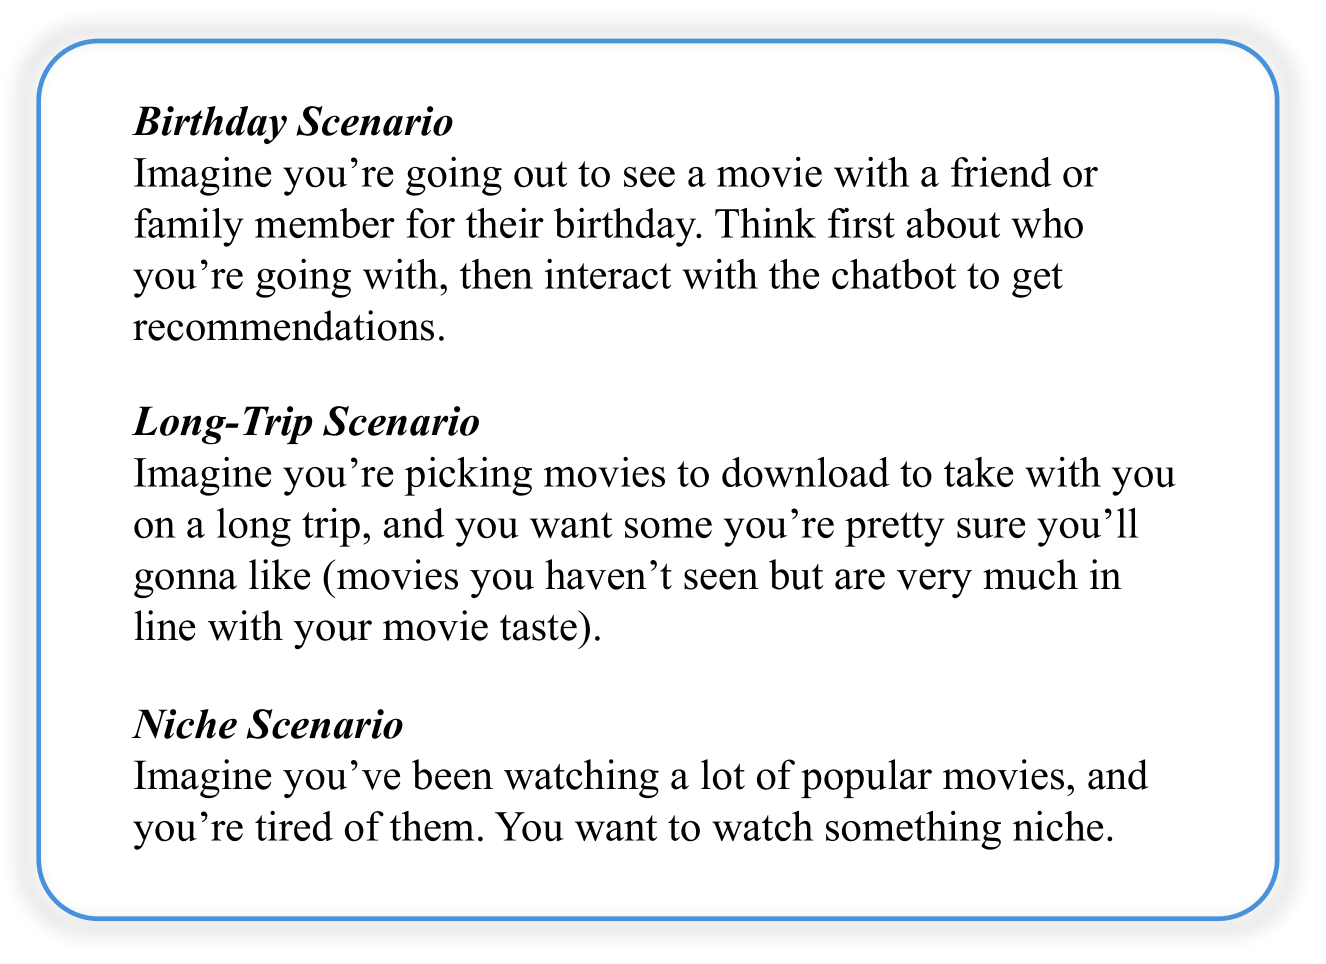 Birthday Scenario
Imagine you’re going out to see a movie with a friend or
family member for their birthday. Think first about who
you’re going with, then interact with the chatbot to get
recommendations.
Long-Trip Scenario
Imagine you’re picking movies to download to take with you
on a long trip, and you want some you’re pretty sure you’ll
gonna like (movies you haven’t seen but are very much in
line with your movie taste).
Niche Scenario
Imagine you’ve been watching a lot of popular movies, and
you’re tired of them. You want to watch something niche.